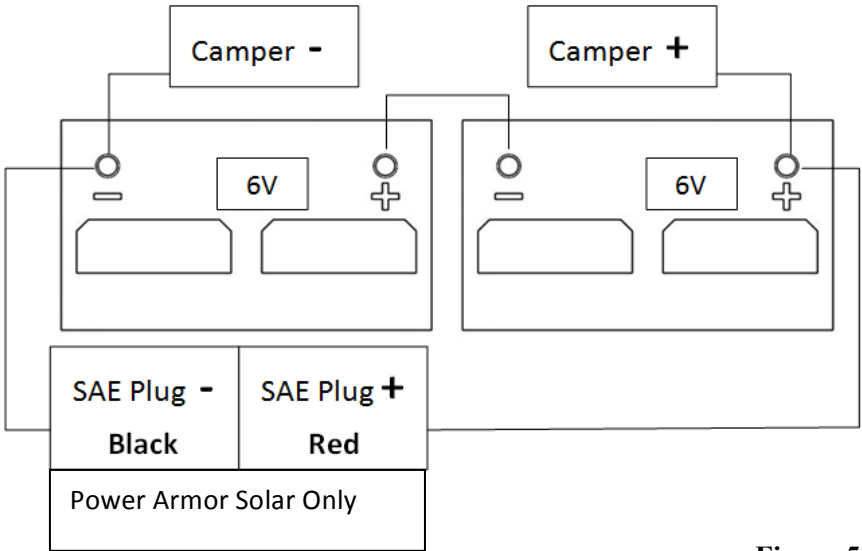 Camper -
Camper +
6V
6V
- + - +
SAE Plug -
Black
SAE Plug +
Red
Power Armor Solar Only